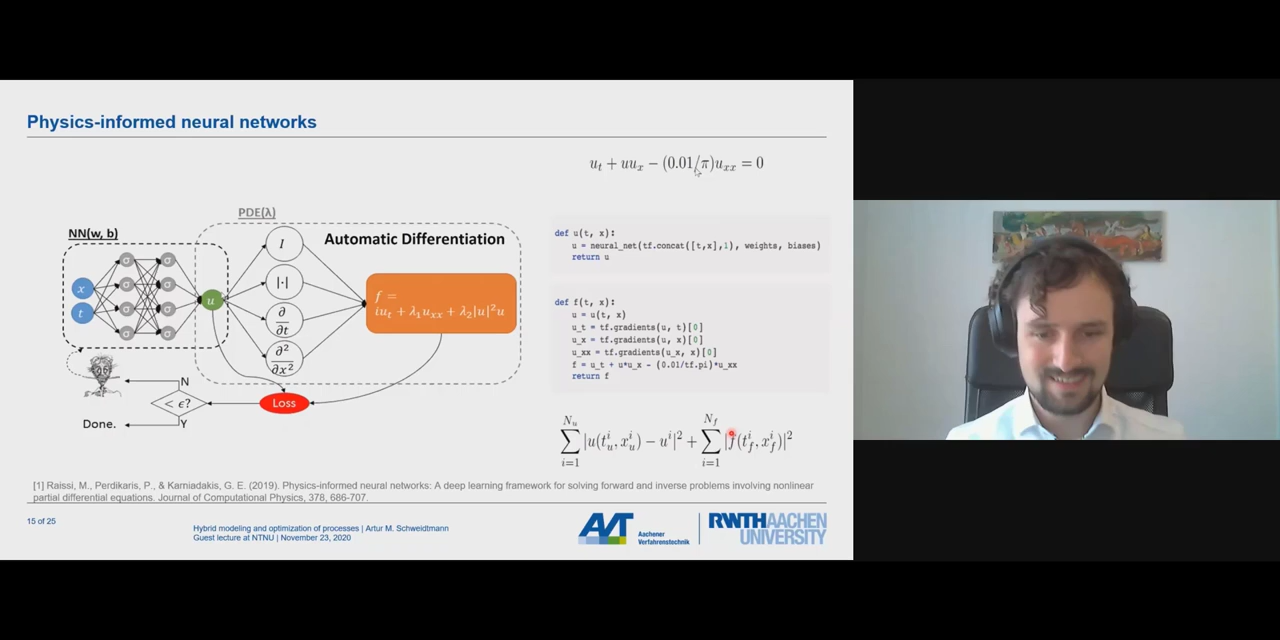 Physics-informed neural networks
u_t + uu_x − (0.01/π)u_xx = 0
PDE(λ)
NN(w, b)
Automatic Differentiation
x
t
σ σ
σ σ
σ σ
σ σ
u
I
|·|
∂/∂t
∂²/∂x²
f =
iu_t + λ₁u_xx + λ₂|u|²u
Loss
< ϵ?
N
Y
Done.
def u(t, x):
u = neural_net(tf.concat([t,x],1), weights, biases)
return u
def f(t, x):
u = u(t, x)
u_t = tf.gradients(u, t)[0]
u_x = tf.gradients(u, x)[0]
u_xx = tf.gradients(u_x, x)[0]
f = u_t + u*u_x - (0.01/tf.pi)*u_xx
return f
∑_{i=1}^{N_u} |u(t_u^i, x_u^i) − u^i|² + ∑_{i=1}^{N_f} |f(t_f^i, x_f^i)|²
[1] Raissi, M., Perdikaris, P., & Karniadakis, G. E. (2019). Physics-informed neural networks: A deep learning framework for solving forward and inverse problems involving nonlinear
partial differential equations. Journal of Computational Physics, 378, 686-707.
15 of 25
Hybrid modeling and optimization of processes | Artur M. Schweidtmann
Guest lecture at NTNU | November 23, 2020
AVT
Aachener
Verfahrenstechnik
RWTH AACHEN
UNIVERSITY